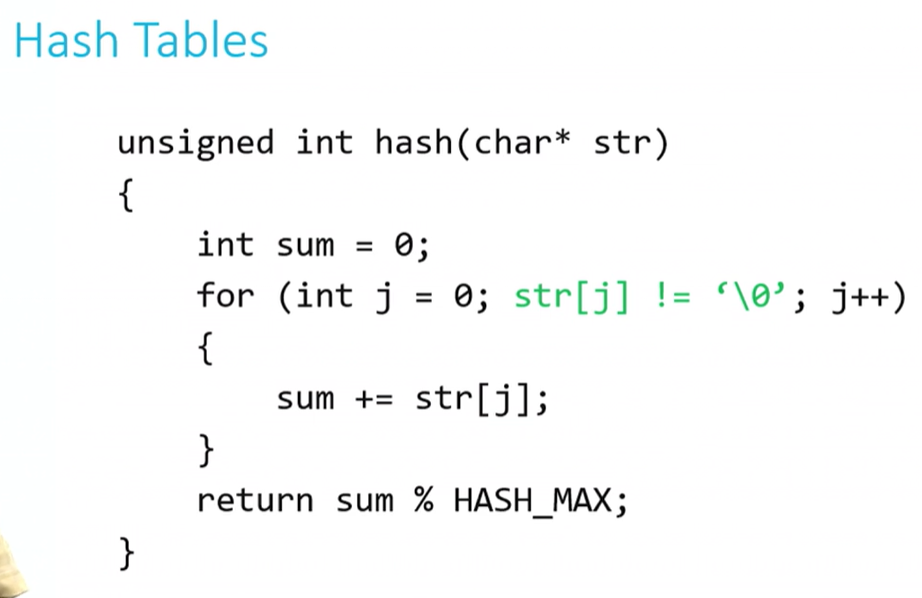 Hash Tables
unsigned int hash(char* str)
{
int sum = 0;
for (int j = 0; str[j] != ‘\0’; j++)
{
sum += str[j];
}
return sum % HASH_MAX;
}